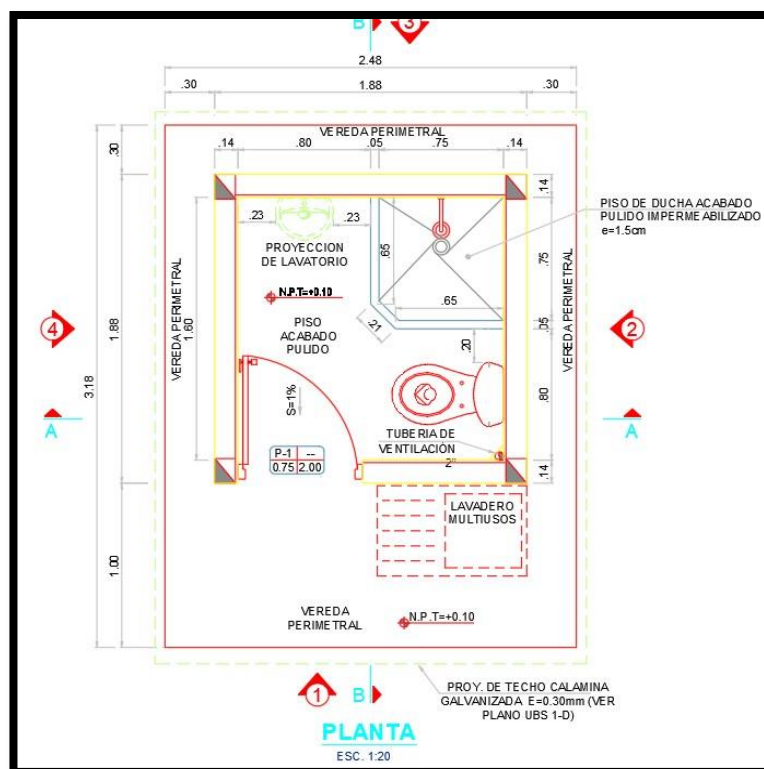 B
3
2.48
.30
1.88
.30
VEREDA PERIMETRAL
.14
.80
.05
.75
.14
.30
.14
PISO DE DUCHA ACABADO
PULIDO IMPERMEABILIZADO
e=1.5cm
.23
.23
PROYECCION
DE LAVATORIO
.65
.75
N.P.T=+0.10
VEREDA PERIMETRAL
VEREDA PERIMETRAL
.65
4
1.88
1.60
PISO
ACABADO
PULIDO
.21
.05
2
3.18
.20
S=1%
.80
A
A
TUBERIA DE
VENTILACIÓN
2"
P-1
--
0.75
2.00
.14
LAVADERO
MULTIUSOS
1.00
VEREDA
PERIMETRAL
N.P.T=+0.10
1
B
PROY. DE TECHO CALAMINA
GALVANIZADA E=0.30mm (VER
PLANO UBS 1-D)
PLANTA
ESC. 1:20